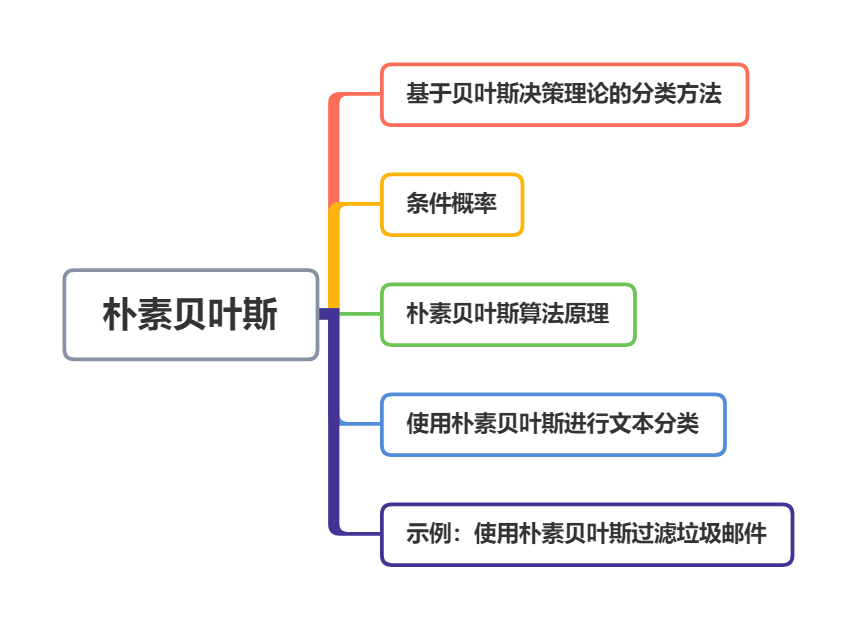 基于贝叶斯决策理论的分类方法
条件概率
朴素贝叶斯
朴素贝叶斯算法原理
使用朴素贝叶斯进行文本分类
示例：使用朴素贝叶斯过滤垃圾邮件